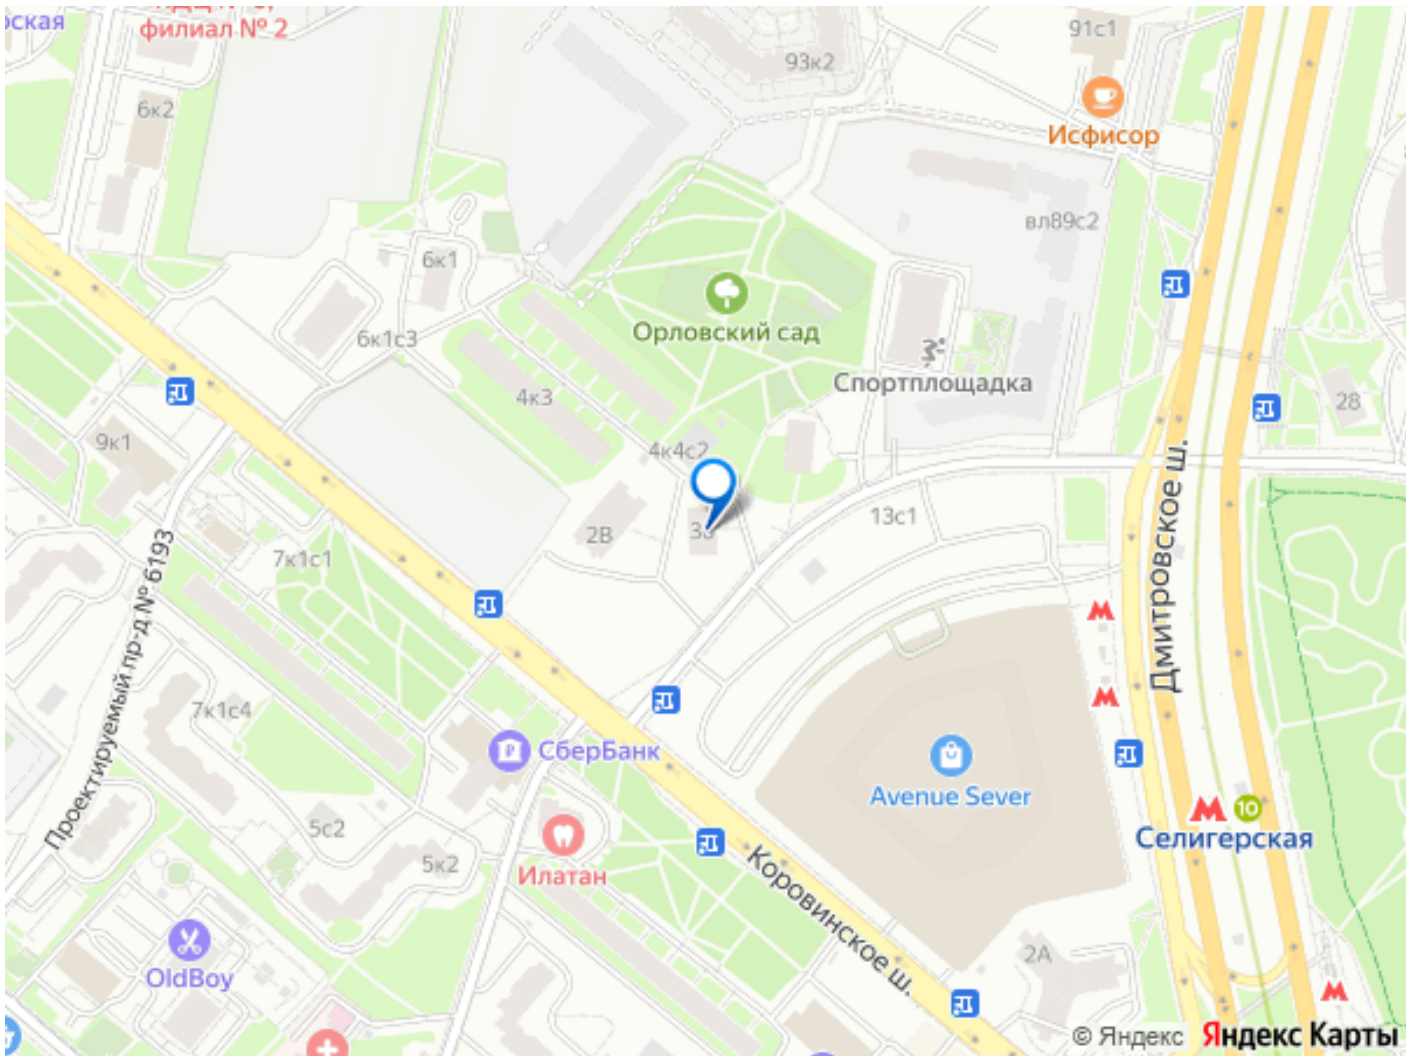 филиал № 2
91с1
93к2
6к2
Исфисор
вл89с2
6к1
6к1с3
Орловский сад
Спортплощадка
4к3
28
9к1
4к4с2
Дмитровское ш.
13с1
2В
7к1с1
Проектируемый пр-д № 6193
7к1с4
СберБанк
Avenue Sever
10
Селигерская
5с2
5к2
Илатан
Коровинское ш.
OldBoy
2А
© Яндекс Яндекс Карты